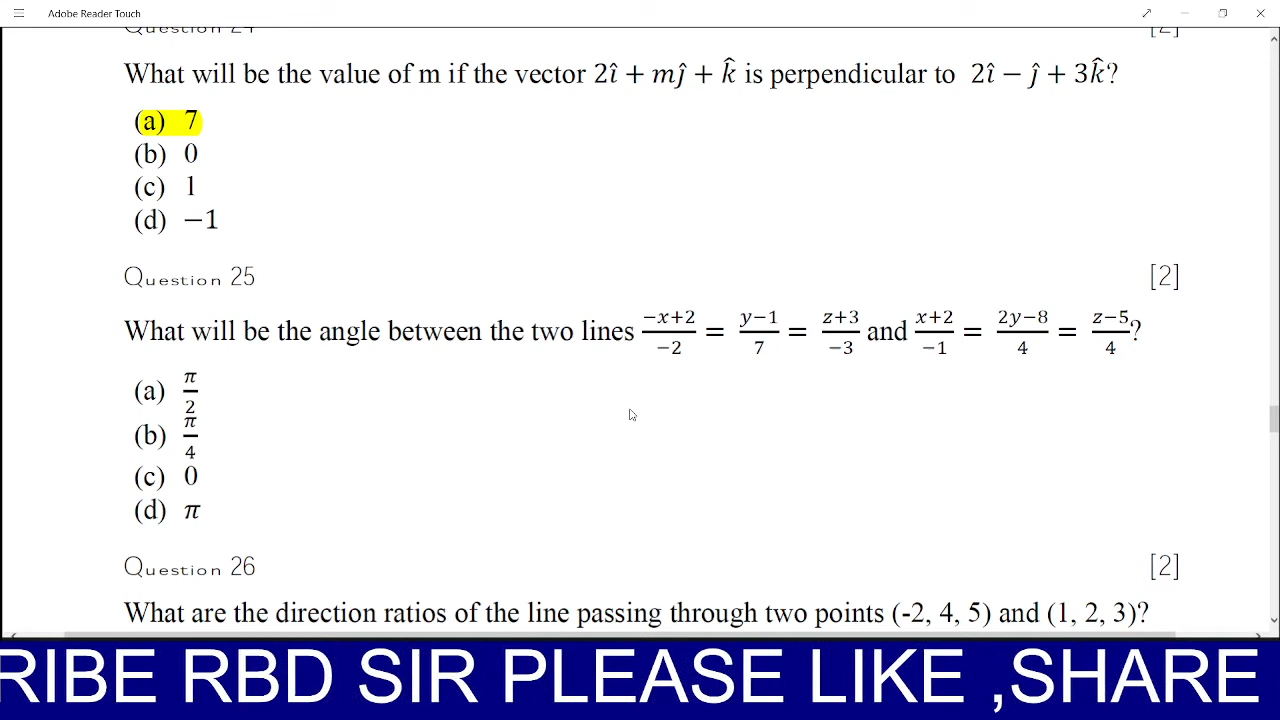 Adobe Reader Touch
Question 24 [2]
What will be the value of m if the vector 2î + mĵ + k̂ is perpendicular to 2î − ĵ + 3k̂?
(a) 7
(b) 0
(c) 1
(d) −1
Question 25 [2]
What will be the angle between the two lines (−x+2)/(−2) = (y−1)/7 = (z+3)/(−3) and (x+2)/(−1) = (2y−8)/4 = (z−5)/4?
(a) π/2
(b) π/4
(c) 0
(d) π
Question 26 [2]
What are the direction ratios of the line passing through two points (-2, 4, 5) and (1, 2, 3)?
RIBE RBD SIR PLEASE LIKE ,SHARE